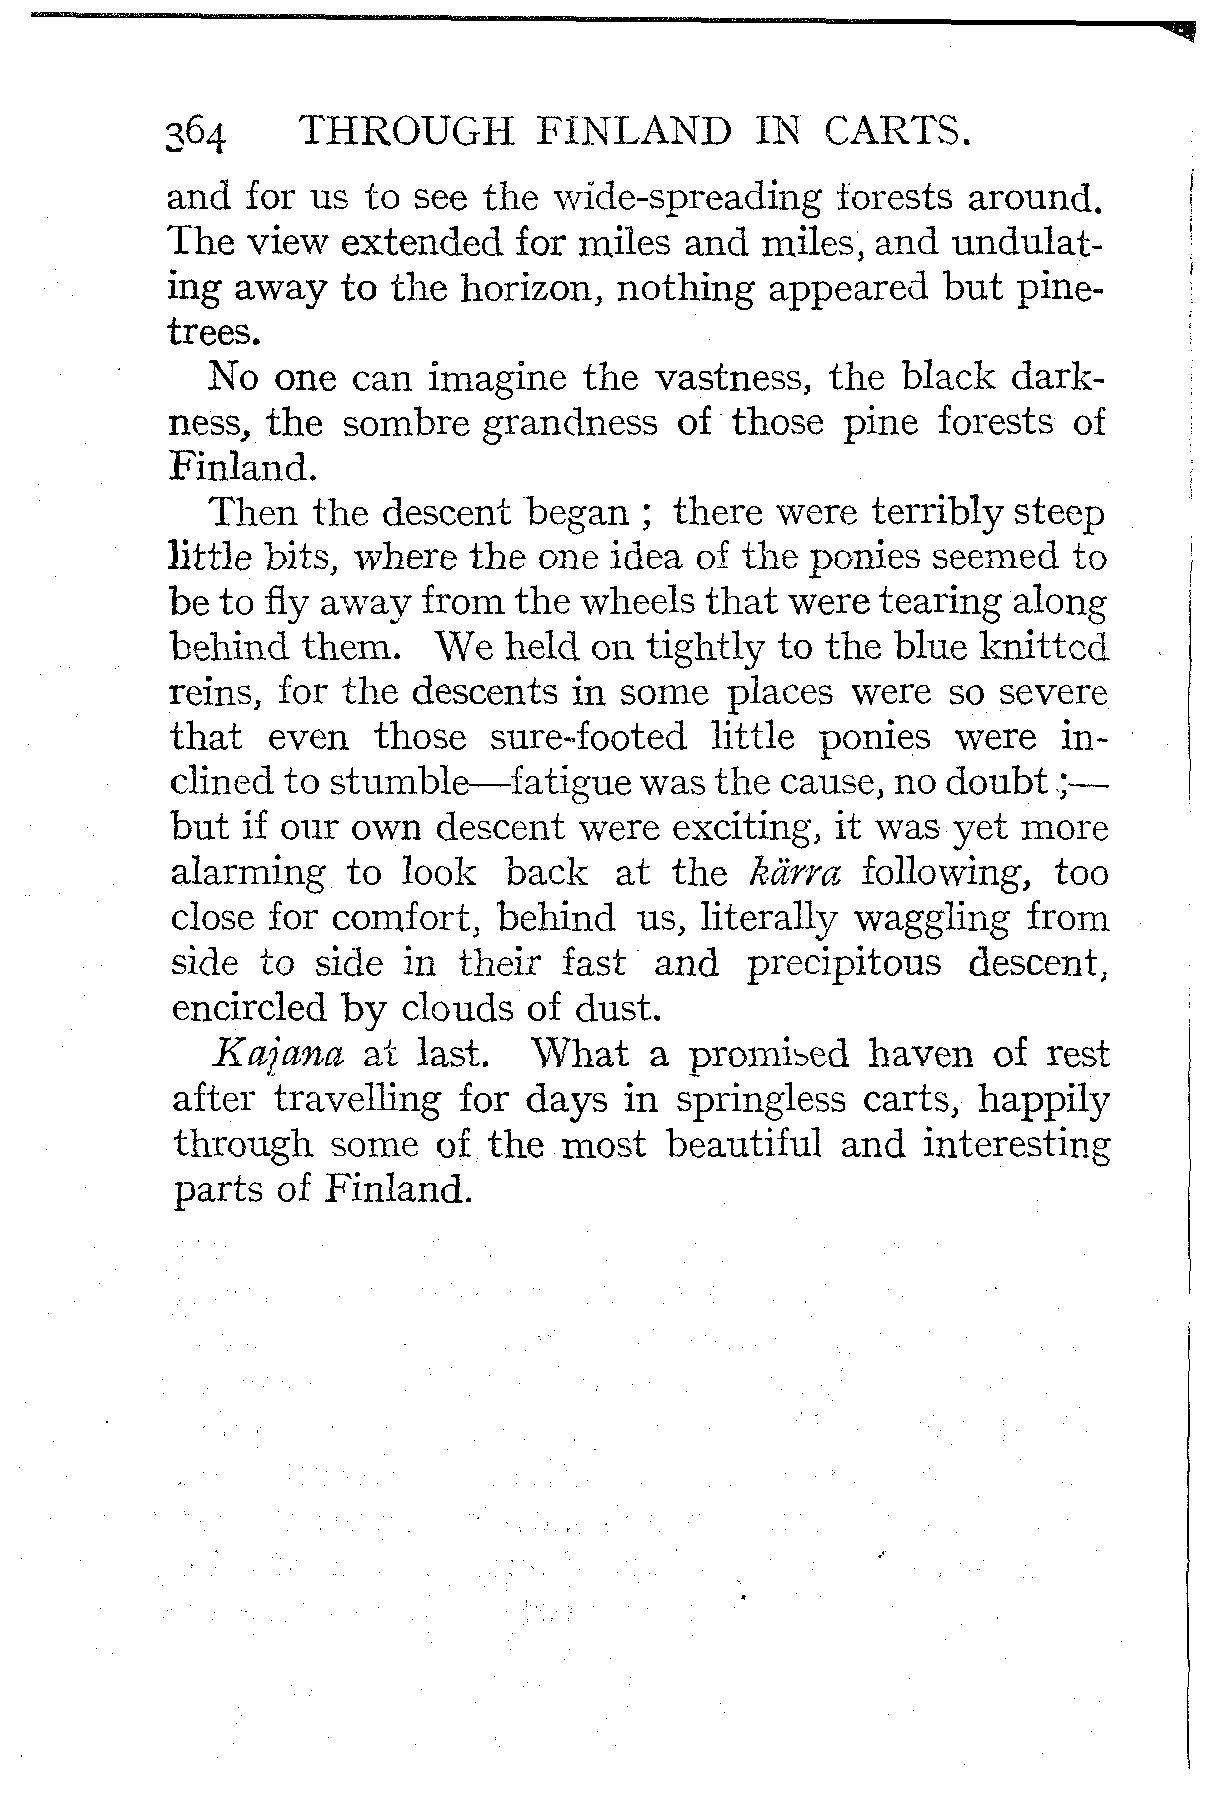 364 THROUGH FINLAND IN CARTS.
and for us to see the wide-spreading forests around.
The view extended for miles and miles, and undulat-
ing away to the horizon, nothing appeared but pine-
trees.
No one can imagine the vastness, the black dark-
ness, the sombre grandness of those pine forests of
Finland.
Then the descent began ; there were terribly steep
little bits, where the one idea of the ponies seemed to
be to fly away from the wheels that were tearing along
behind them. We held on tightly to the blue knitted
reins, for the descents in some places were so severe
that even those sure-footed little ponies were in-
clined to stumble—fatigue was the cause, no doubt ;—
but if our own descent were exciting, it was yet more
alarming to look back at the kärra following, too
close for comfort, behind us, literally waggling from
side to side in their fast and precipitous descent,
encircled by clouds of dust.
Kajana at last. What a promised haven of rest
after travelling for days in springless carts, happily
through some of the most beautiful and interesting
parts of Finland.